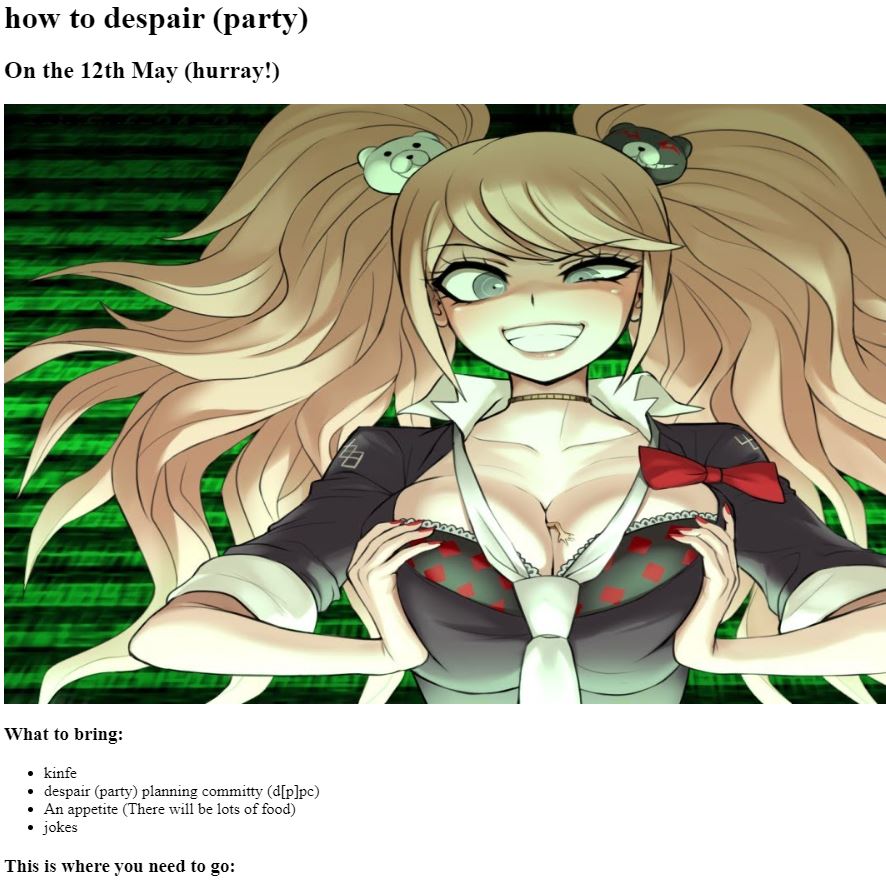 how to despair (party)
On the 12th May (hurray!)
What to bring:
kinfe
despair (party) planning committy (d[p]pc)
An appetite (There will be lots of food)
jokes
This is where you need to go: